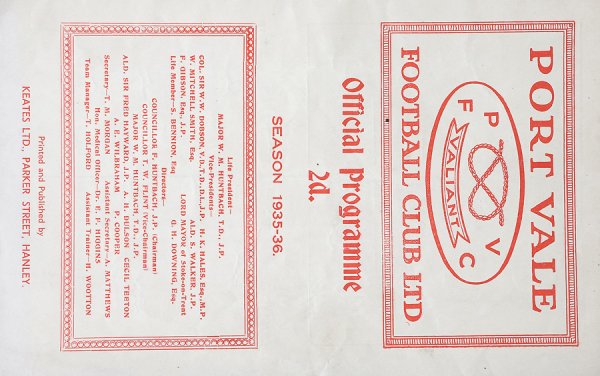 PORT VALE
P V
F C
VALIANT
FOOTBALL CLUB LTD.
Official Programme
2d.
SEASON 1935-36.
Life President—
MAJOR W. M. HUNTBACH, T.D., J.P.
Vice-Presidents—
COL. SIR W. W. DOBSON, V.D., T.D., D.L., J.P. H. K. HALES, Esq., M.P.
W. MITCHELL SMITH, Esq. ALD. S. WALKER, J.P.
F. GIBSON, Esq., J.P. LORD MAYOR of Stoke-on-Trent
Life Member—S. BENNION, Esq G. H. DOWNING, Esq.
Directors—
COUNCILLOR F. HUNTBACH, J.P. (Chairman)
COUNCILLOR T. W. FLINT (Vice-Chairman)
MAJOR W. M. HUNTBACH, T.D., J.P.
ALD. SIR FRED HAYWARD, J.P. A. H. BULSON CECIL TEETON
A. E. WILBRAHAM P. COOPER
Secretary—T. M. MORGAN Assistant Secretary—A. MATTHEWS
Hon. Medical Officer—Dr. E. P. HIGGINS
Team Manager—T. HOLFORD Assistant Trainer—H. WOOTTON
Printed and Published by
KEATES LTD., PARKER STREET, HANLEY.